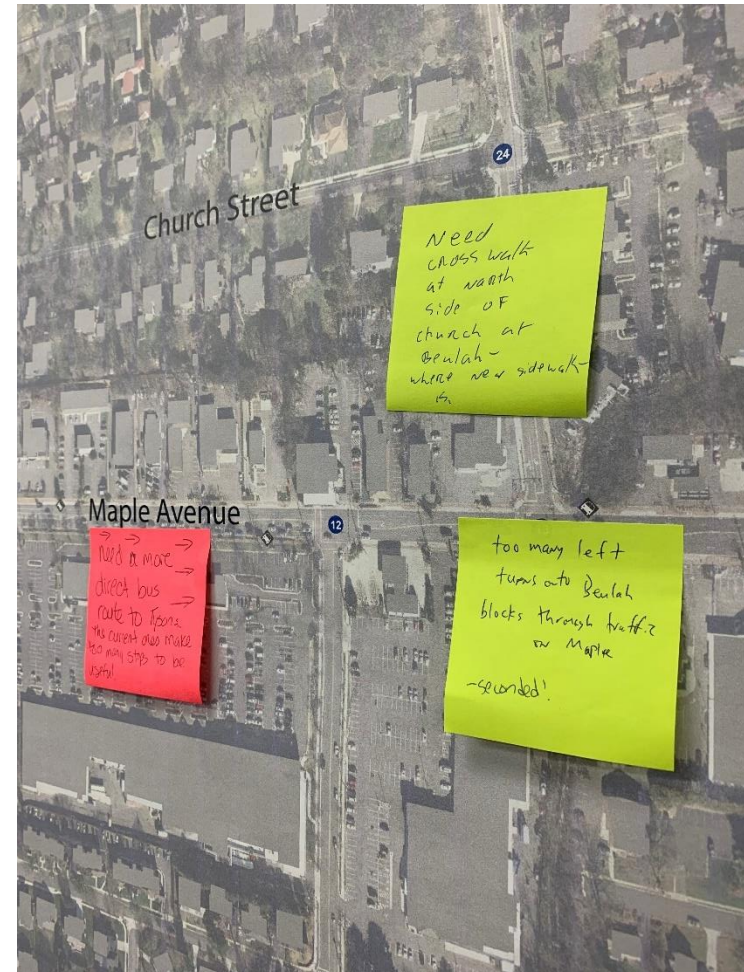 24
Church Street
Need
cross walk
at North
side of
church at
Beulah -
where new sidewalk
is.
Maple Avenue
12
need a more
direct bus
route to
the current ones make
too many stops to be
useful
too many left
turns onto Beulah
blocks through traffic
on Maple
-seconded!